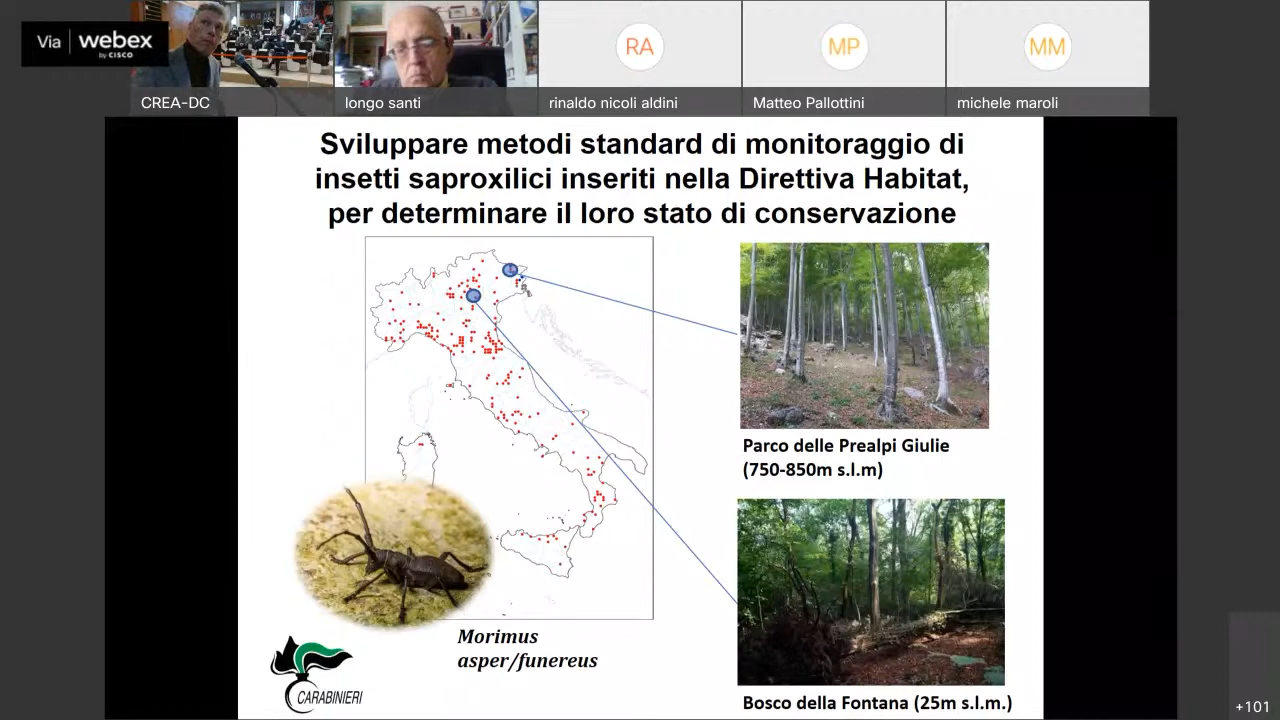 Via webex
by CISCO
RA
MP
MM
CREA-DC
longo santi
rinaldo nicoli aldini
Matteo Pallottini
michele maroli
Sviluppare metodi standard di monitoraggio di
insetti saproxilici inseriti nella Direttiva Habitat,
per determinare il loro stato di conservazione
Parco delle Prealpi Giulie
(750-850m s.l.m)
Morimus
asper/funereus
CARABINIERI
Bosco della Fontana (25m s.l.m.)
+101